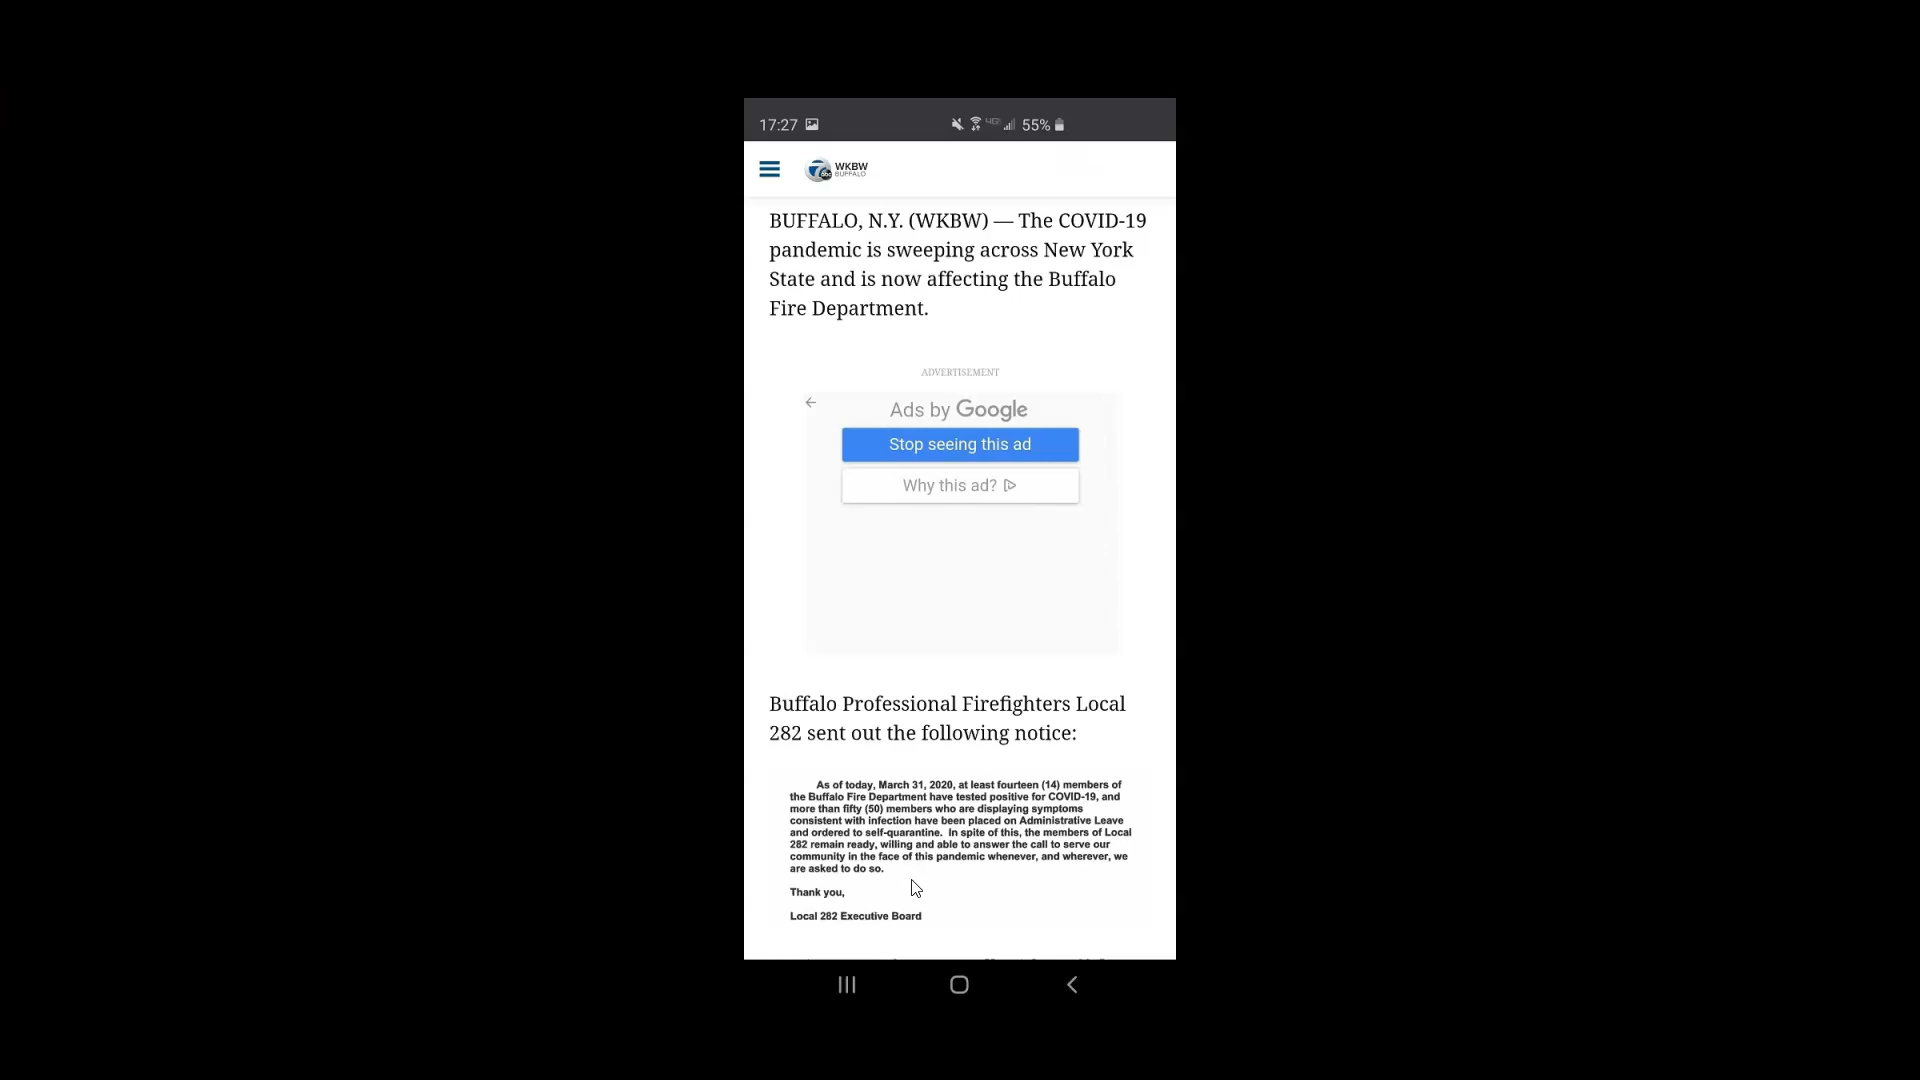 17:27 55%
WKBW
BUFFALO
BUFFALO, N.Y. (WKBW) — The COVID-19
pandemic is sweeping across New York
State and is now affecting the Buffalo
Fire Department.
ADVERTISEMENT
Ads by Google
Stop seeing this ad
Why this ad?
Buffalo Professional Firefighters Local
282 sent out the following notice:
As of today, March 31, 2020, at least fourteen (14) members of
the Buffalo Fire Department have tested positive for COVID-19, and
more than fifty (50) members who are displaying symptoms
consistent with infection have been placed on Administrative Leave
and ordered to self-quarantine. In spite of this, the members of Local
282 remain ready, willing and able to answer the call to serve our
community in the face of this pandemic whenever, and wherever, we
are asked to do so.
Thank you,
Local 282 Executive Board